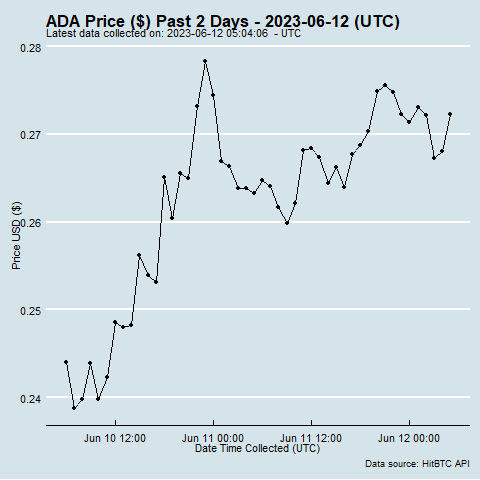 ADA Price ($) Past 2 Days - 2023-06-12 (UTC)
Latest data collected on: 2023-06-12 05:04:06 - UTC
0.28
0.27
0.26
0.25
0.24
Price USD ($)
Jun 10 12:00 Jun 11 00:00 Jun 11 12:00 Jun 12 00:00
Date Time Collected (UTC)
Data source: HitBTC API